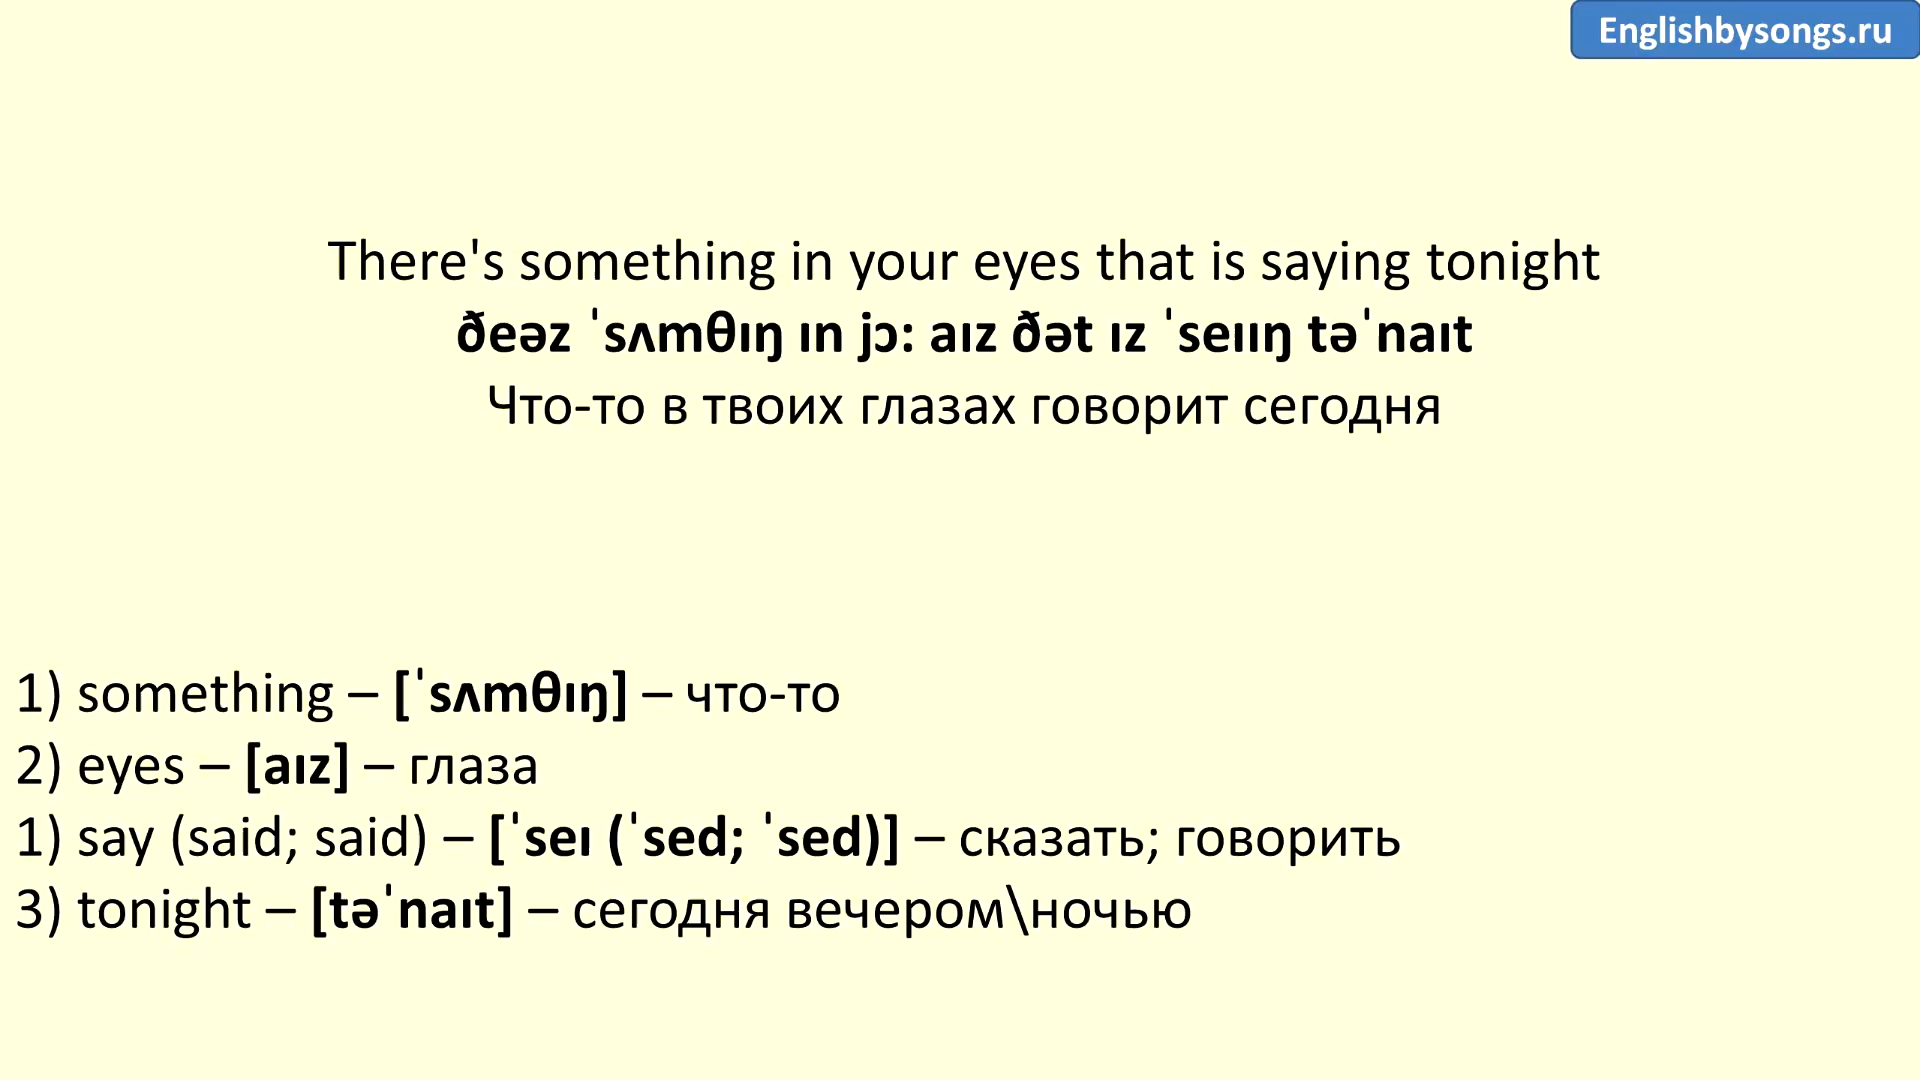 Englishbysongs.ru
There's something in your eyes that is saying tonight
ðeəz ˈsʌmθɪŋ ɪn jɔ: aɪz ðət ɪz ˈseɪɪŋ təˈnaɪt
Что-то в твоих глазах говорит сегодня
1) something – [ˈsʌmθɪŋ] – что-то
2) eyes – [aɪz] – глаза
1) say (said; said) – [ˈseɪ (ˈsed; ˈsed)] – сказать; говорить
3) tonight – [təˈnaɪt] – сегодня вечером\ночью